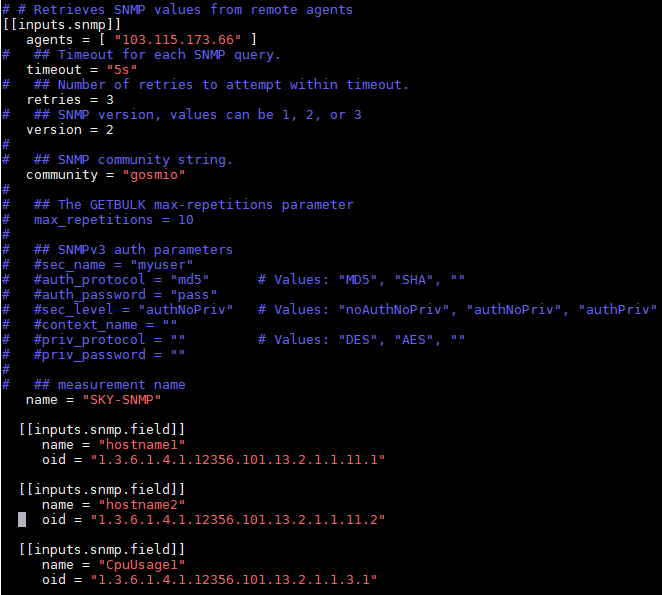 # # Retrieves SNMP values from remote agents
[[inputs.snmp]]
   agents = [ "103.115.173.66" ]
#   ## Timeout for each SNMP query.
   timeout = "5s"
#   ## Number of retries to attempt within timeout.
   retries = 3
#   ## SNMP version, values can be 1, 2, or 3
   version = 2
#
#   ## SNMP community string.
   community = "gosmio"
#
#   ## The GETBULK max-repetitions parameter
#   max_repetitions = 10
#
#   ## SNMPv3 auth parameters
#   #sec_name = "myuser"
#   #auth_protocol = "md5"      # Values: "MD5", "SHA", ""
#   #auth_password = "pass"
#   #sec_level = "authNoPriv"   # Values: "noAuthNoPriv", "authNoPriv", "authPriv"
#   #context_name = ""
#   #priv_protocol = ""         # Values: "DES", "AES", ""
#   #priv_password = ""
#
#   ## measurement name
   name = "SKY-SNMP"
  [[inputs.snmp.field]]
     name = "hostname1"
     oid = "1.3.6.1.4.1.12356.101.13.2.1.1.11.1"
  [[inputs.snmp.field]]
     name = "hostname2"
     oid = "1.3.6.1.4.1.12356.101.13.2.1.1.11.2"
  [[inputs.snmp.field]]
     name = "CpuUsage1"
     oid = "1.3.6.1.4.1.12356.101.13.2.1.1.3.1"